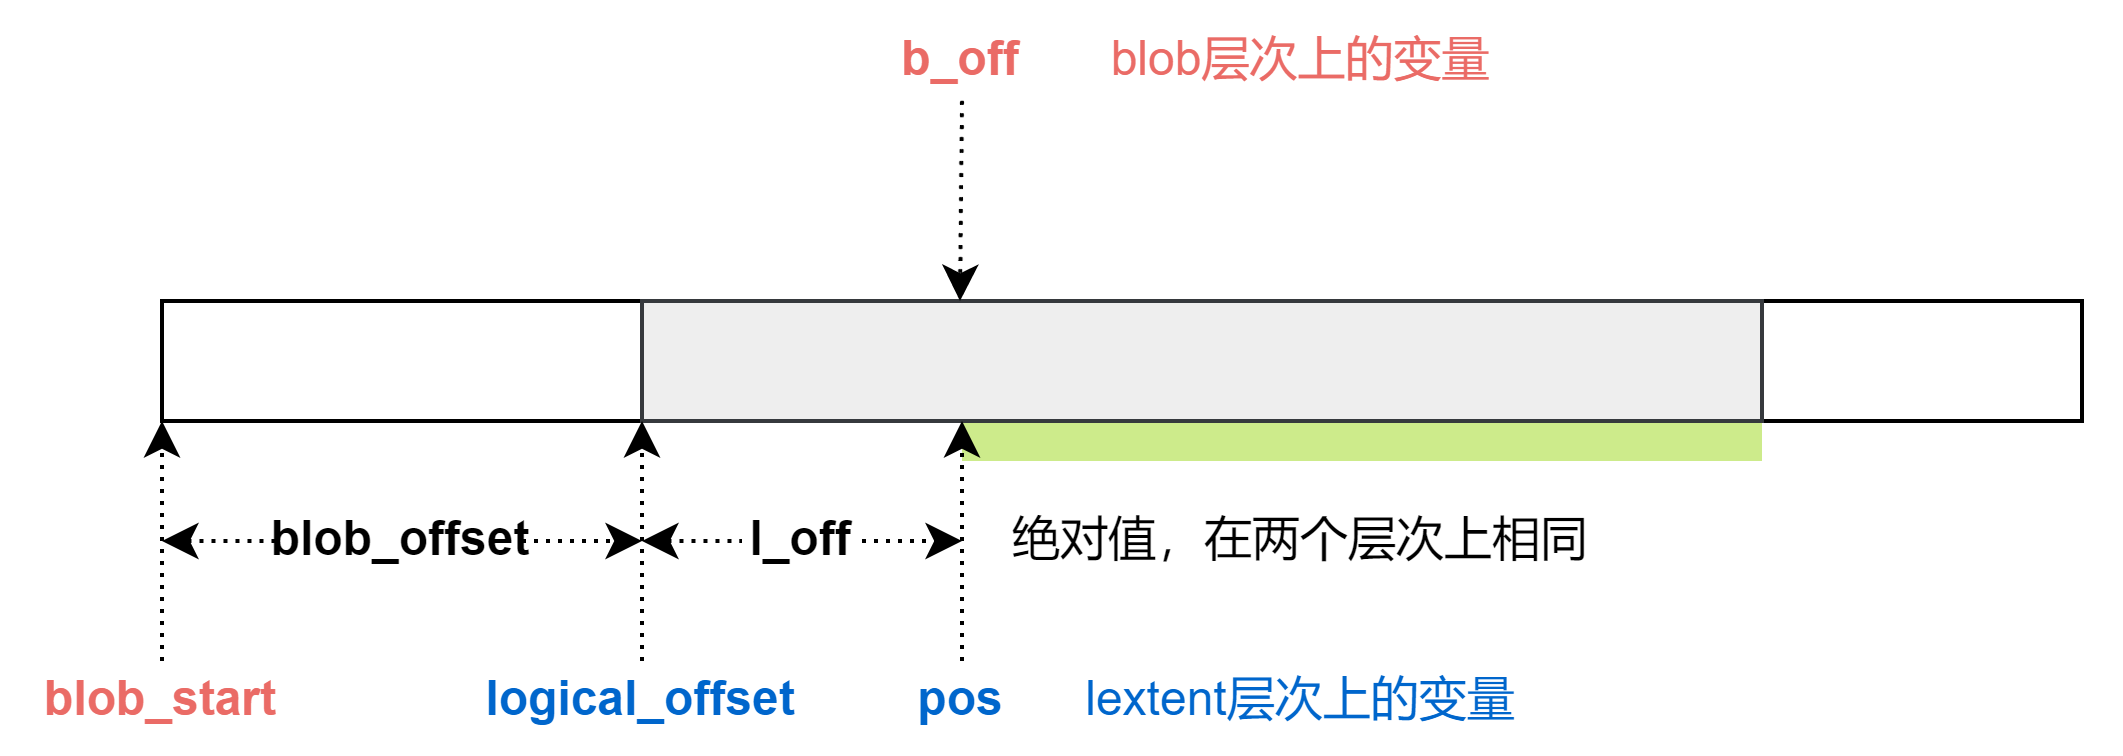 b_off blob层次上的变量
blob_offset l_off 绝对值，在两个层次上相同
blob_start logical_offset pos lextent层次上的变量